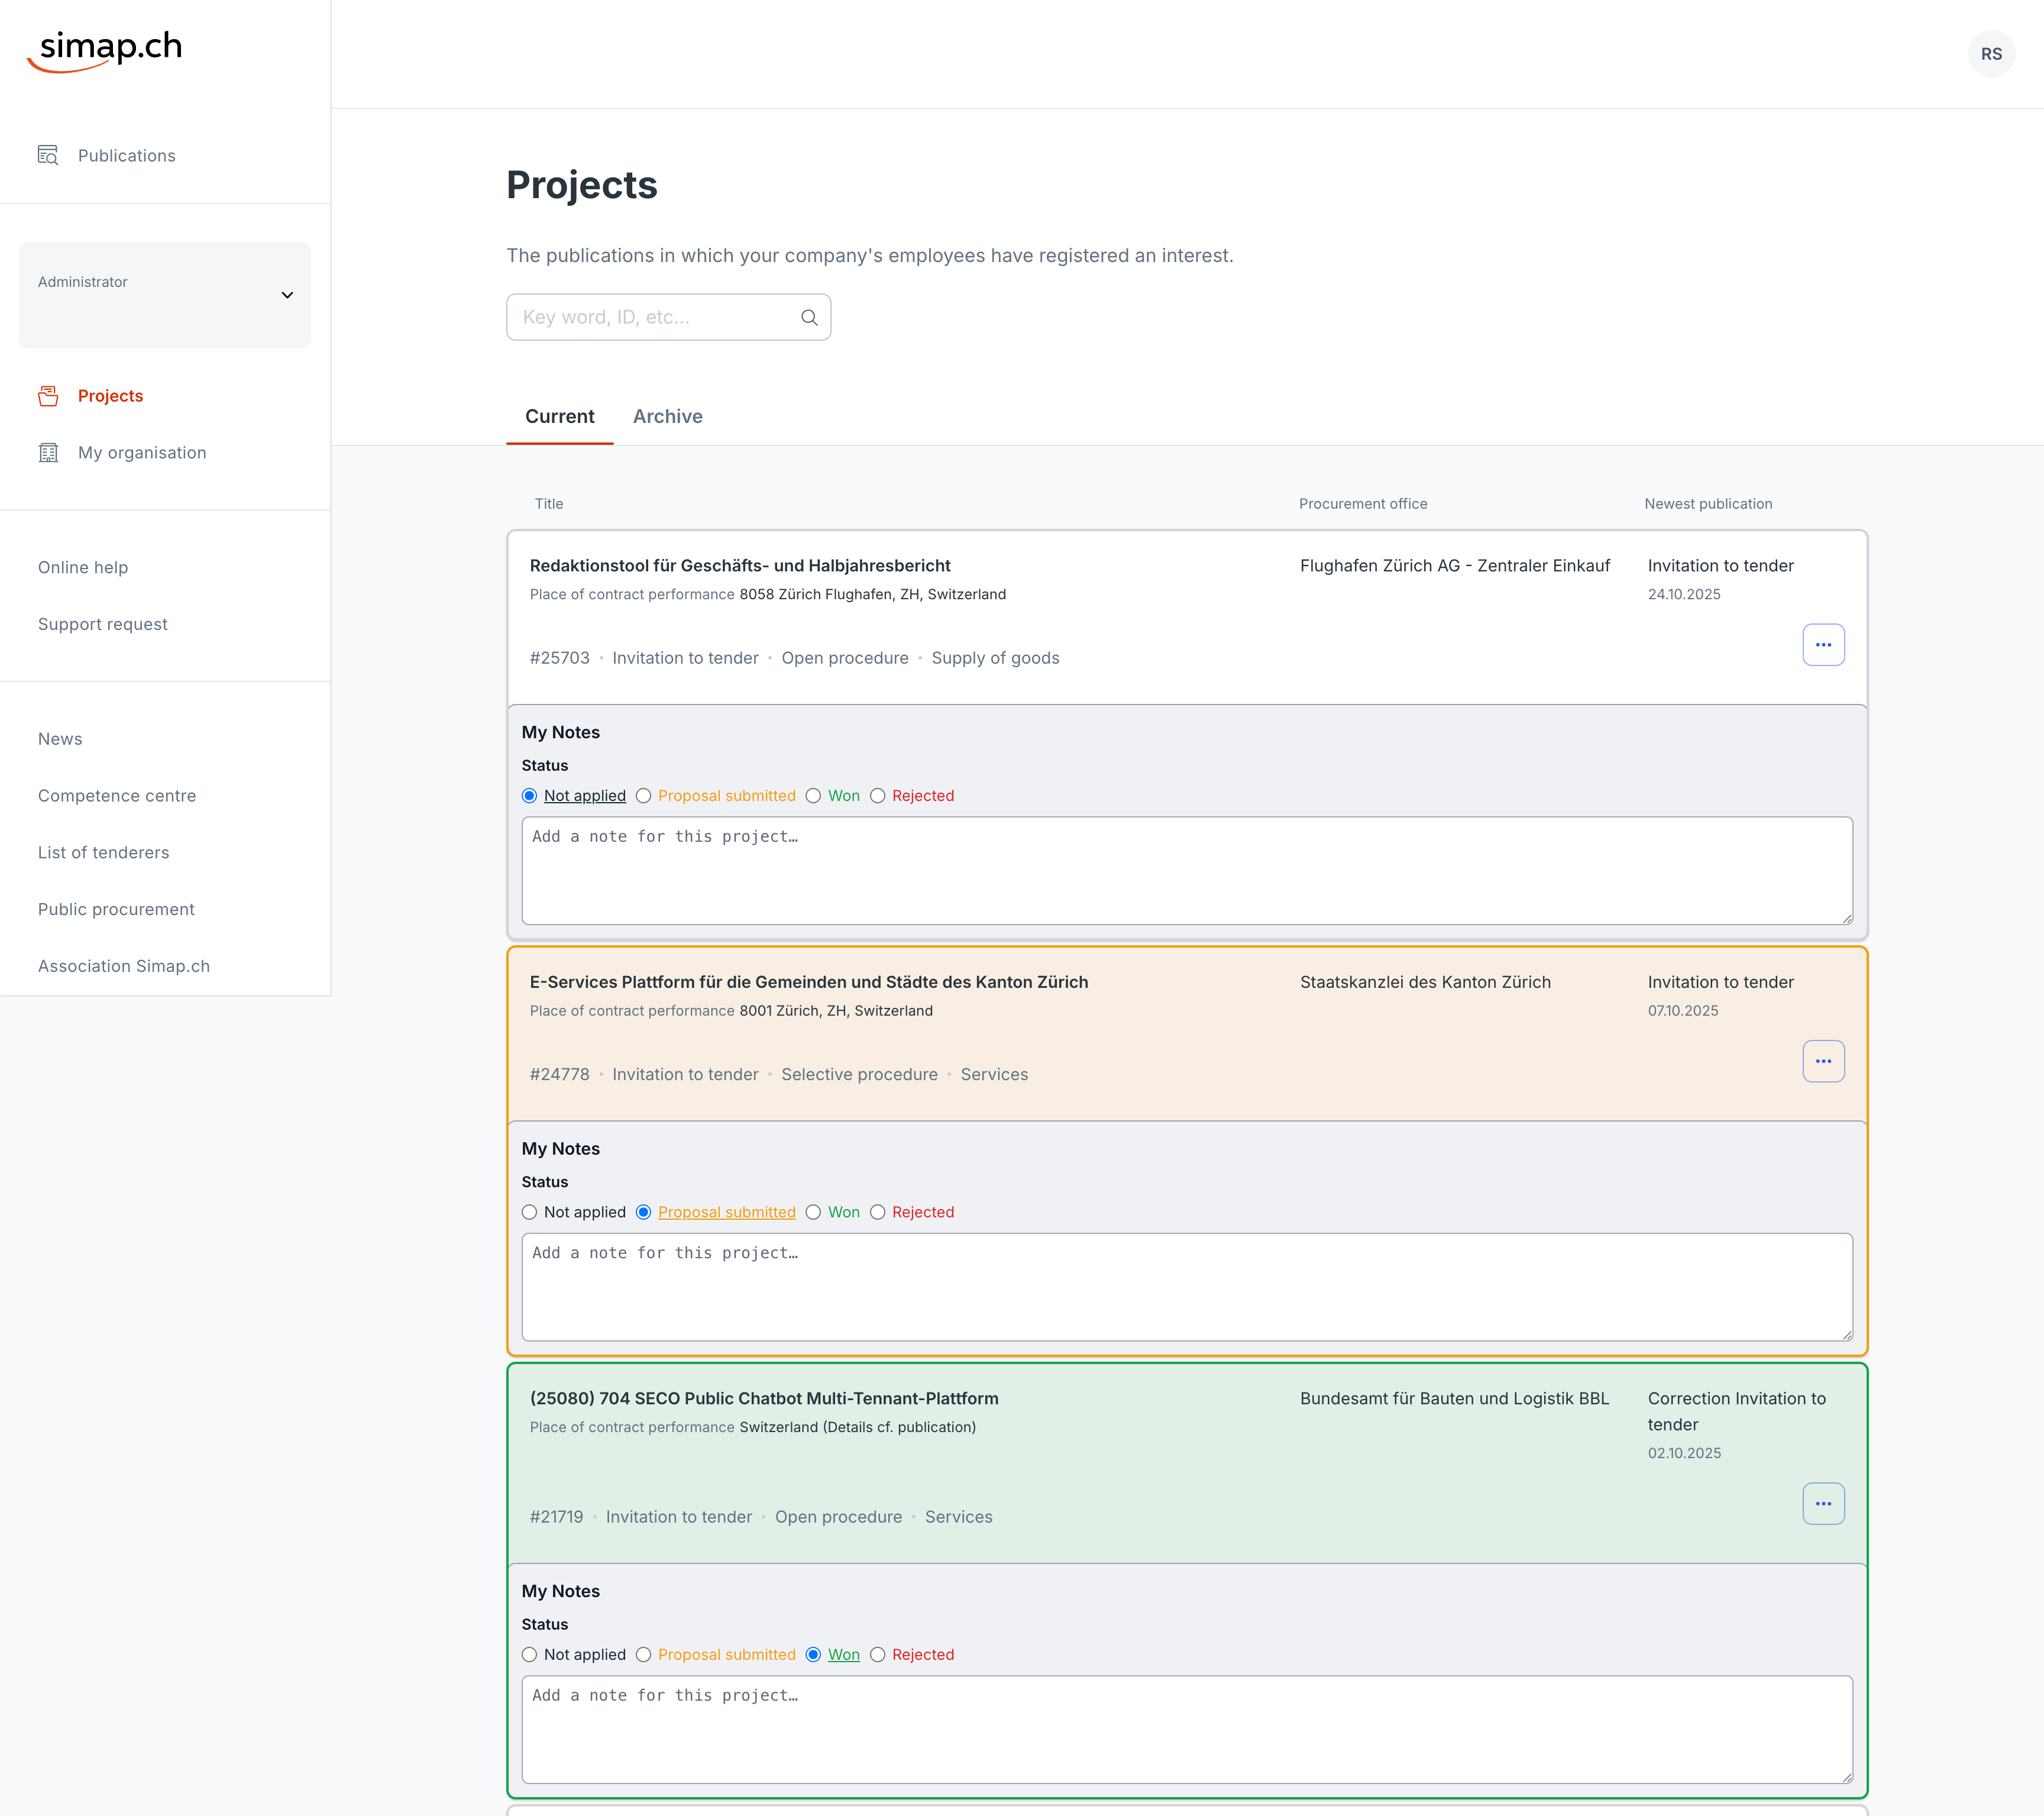 simap.ch
RS
Publications
Administrator
Projects
My organisation
Online help
Support request
News
Competence centre
List of tenderers
Public procurement
Association Simap.ch
Projects
The publications in which your company's employees have registered an interest.
Key word, ID, etc...
Current Archive
Title Procurement office Newest publication
Redaktionstool für Geschäfts- und Halbjahresbericht Flughafen Zürich AG - Zentraler Einkauf Invitation to tender
Place of contract performance 8058 Zürich Flughafen, ZH, Switzerland 24.10.2025
#25703 • Invitation to tender • Open procedure • Supply of goods
My Notes
Status
Not applied Proposal submitted Won Rejected
Add a note for this project…
E-Services Plattform für die Gemeinden und Städte des Kanton Zürich Staatskanzlei des Kanton Zürich Invitation to tender
Place of contract performance 8001 Zürich, ZH, Switzerland 07.10.2025
#24778 • Invitation to tender • Selective procedure • Services
My Notes
Status
Not applied Proposal submitted Won Rejected
Add a note for this project…
(25080) 704 SECO Public Chatbot Multi-Tennant-Plattform Bundesamt für Bauten und Logistik BBL Correction Invitation to
tender
Place of contract performance Switzerland (Details cf. publication)
02.10.2025
#21719 • Invitation to tender • Open procedure • Services
My Notes
Status
Not applied Proposal submitted Won Rejected
Add a note for this project…